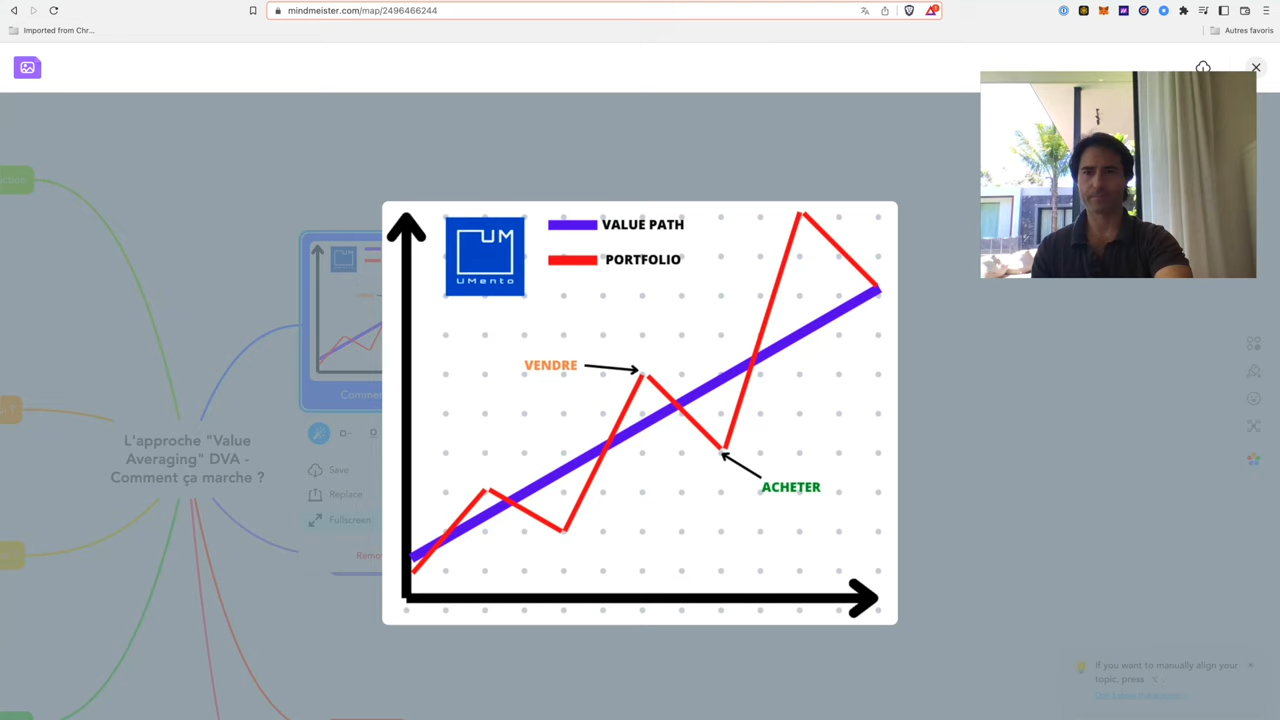 mindmeister.com/map/2496466244
Imported from Chr...
Autres favoris
VALUE PATH
PORTFOLIO
UM
UMento
VENDRE
ACHETER
L'approche "Value
Averaging" DVA -
Comment ça marche ?
Save
Replace
Fullscreen
If you want to manually align your
topic, press ⌥ .